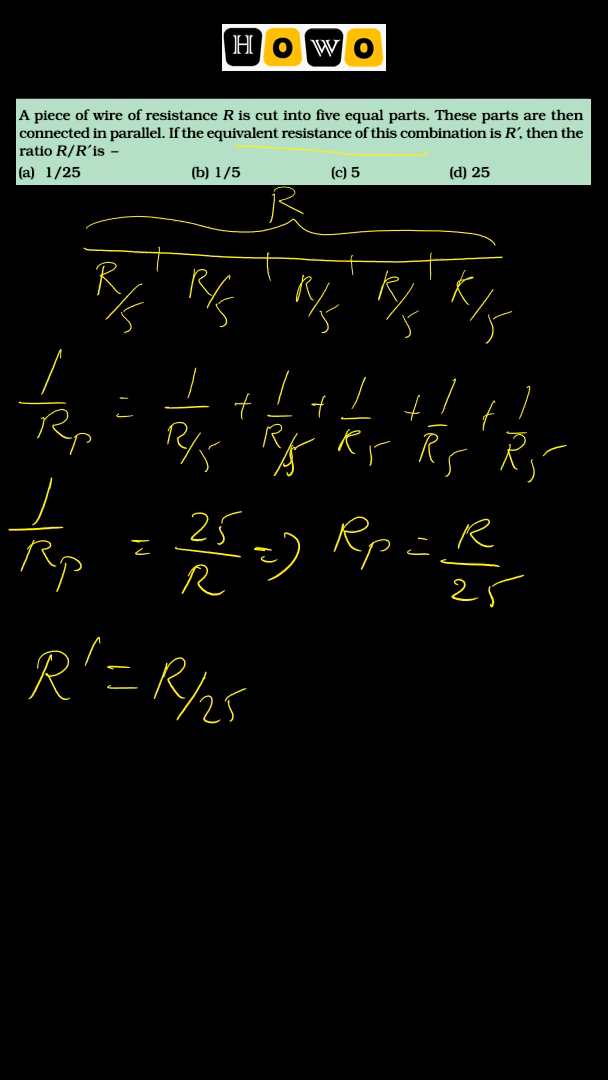 HOWO
A piece of wire of resistance R is cut into five equal parts. These parts are then
connected in parallel. If the equivalent resistance of this combination is R′, then the
ratio R/R′ is –
(a) 1/25 (b) 1/5 (c) 5 (d) 25
R
R/5 R/5 R/5 R/5 R/5
1/Rp = 1/R/5 + 1/R/5 + 1/R5 + 1/R5 + 1/R5
1/Rp = 25/R => Rp = R/25
R' = R/25